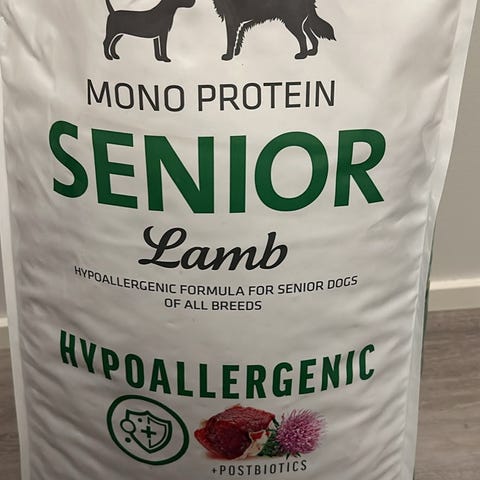 MONO PROTEIN
SENIOR
Lamb
HYPOALLERGENIC FORMULA FOR SENIOR DOGS
OF ALL BREEDS
HYPOALLERGENIC
+POSTBIOTICS